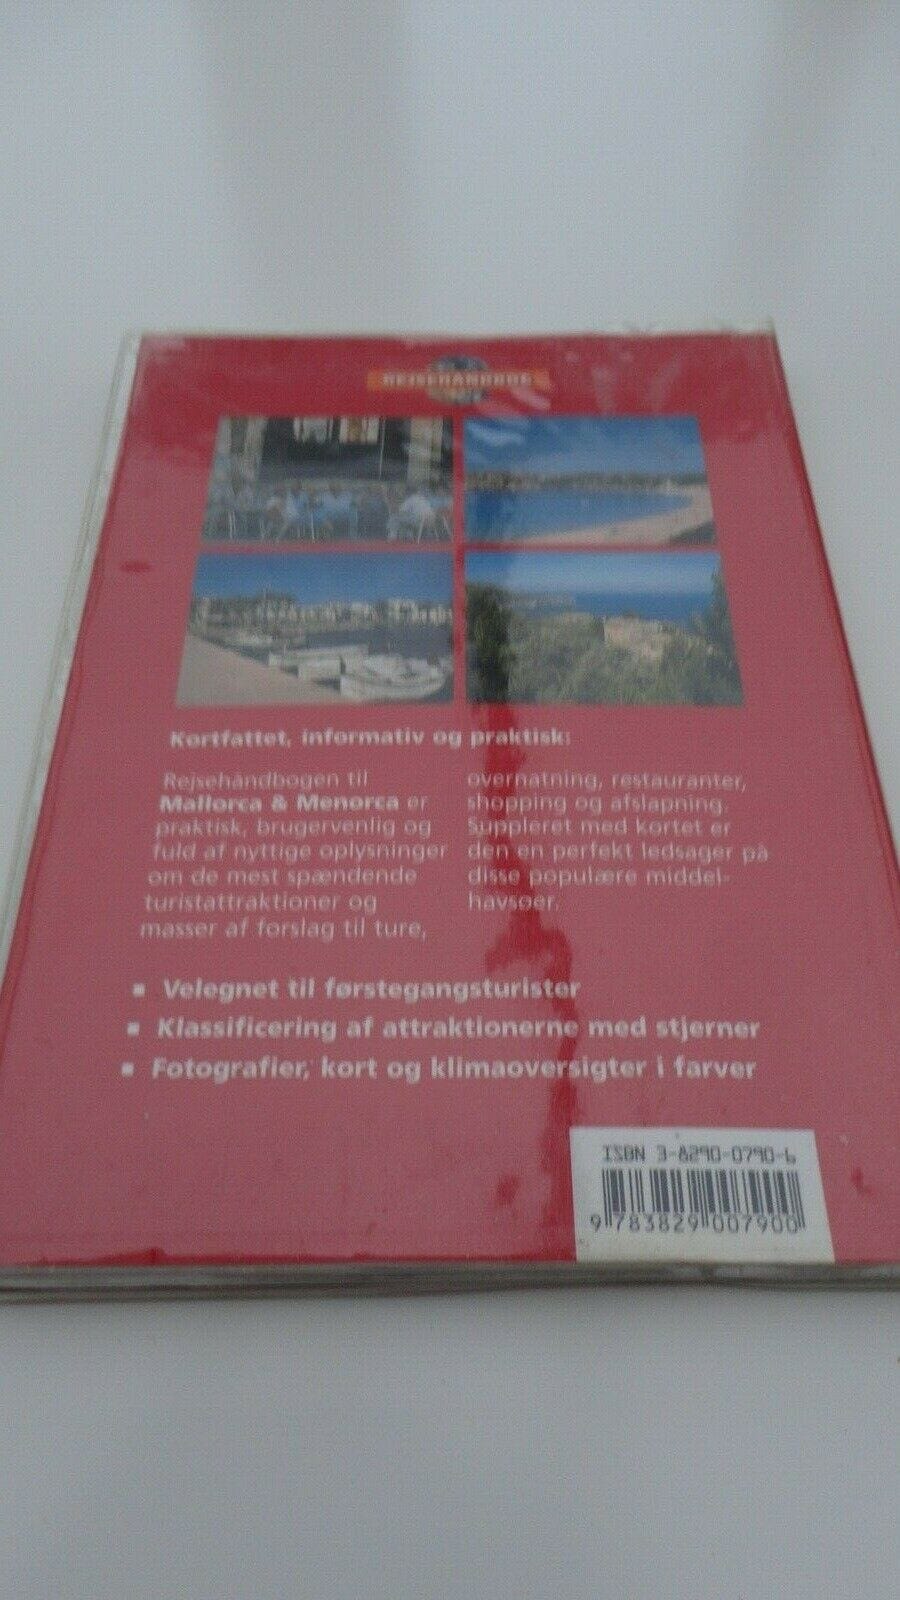 REJSEHÅNDBOG
Kortfattet, informativ og praktisk:
Rejsehåndbogen til
Mallorca & Menorca er
praktisk, brugervenlig og
fuld af nyttige oplysninger
om de mest spændende
turistattraktioner og
masser af forslag til ture,
overnatning, restauranter,
shopping og afslapning.
Suppleret med kortet er
den en perfekt ledsager på
disse populære middel-
havsøer.
▪ Velegnet til førstegangsturister
▪ Klassificering af attraktionerne med stjerner
▪ Fotografier, kort og klimaoversigter i farver
ISBN 3-8290-0790-6
9 783829 007900